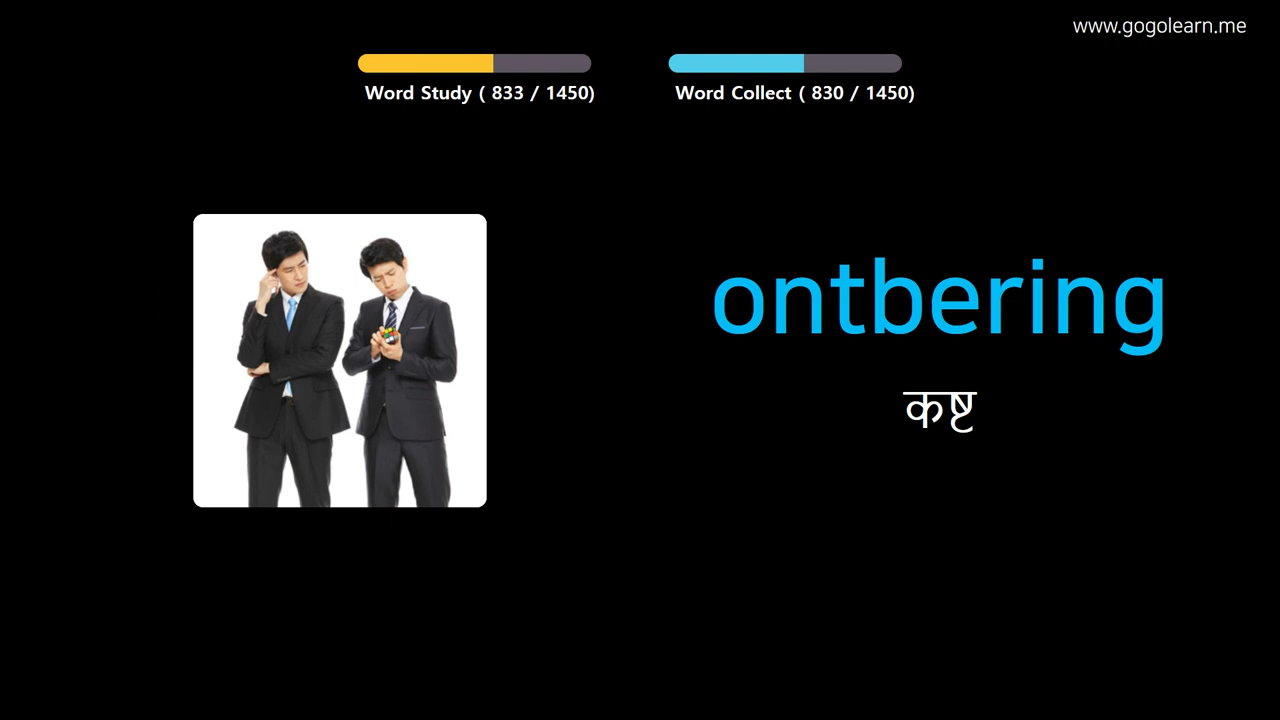 www.gogolearn.me
Word Study ( 833 / 1450)
Word Collect ( 830 / 1450)
ontbering
कष्ट